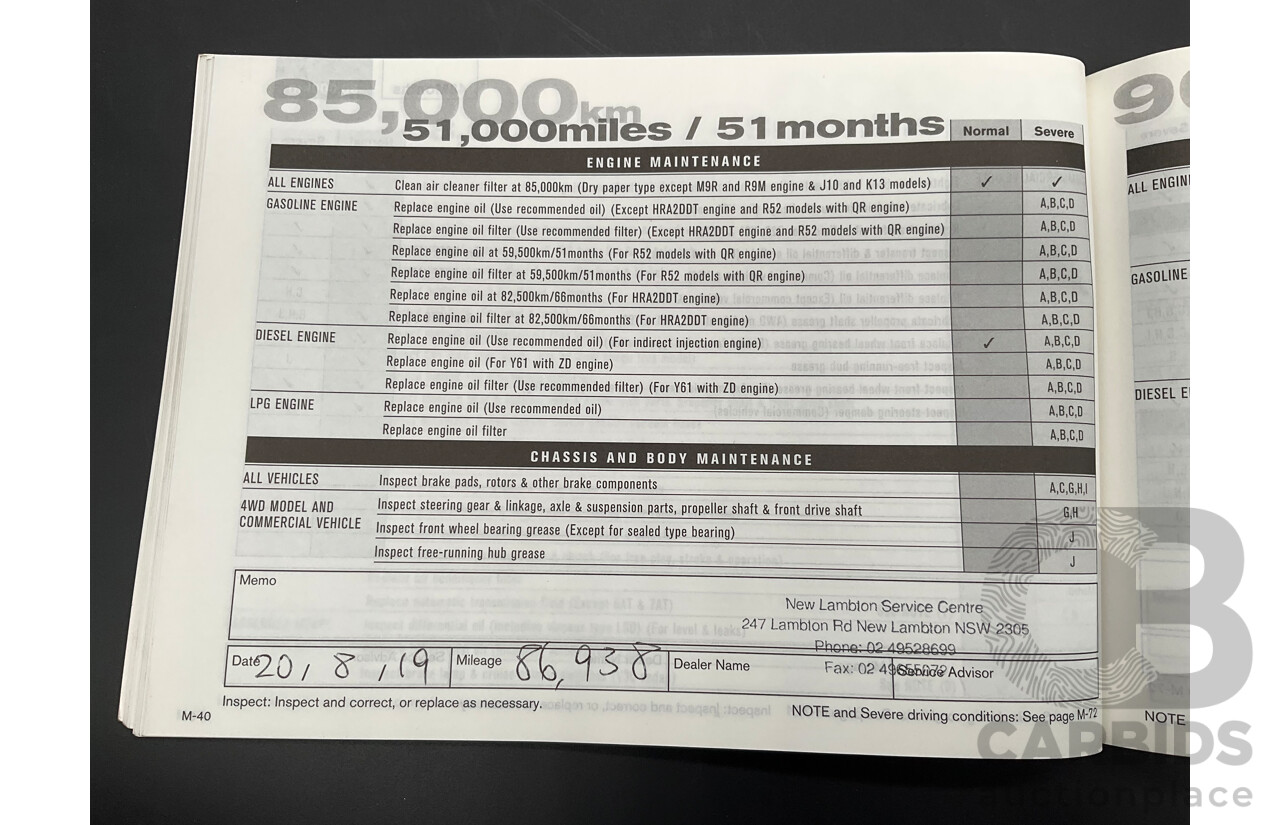 85,000km
51,000miles / 51months Normal Severe
ENGINE MAINTENANCE
ALL ENGINES Clean air cleaner filter at 85,000km (Dry paper type except M9R and R9M engine & J10 and K13 models) ✓ ✓
GASOLINE ENGINE Replace engine oil (Use recommended oil) (Except HRA2DDT engine and R52 models with QR engine) A,B,C,D
Replace engine oil filter (Use recommended filter) (Except HRA2DDT engine and R52 models with QR engine) A,B,C,D
Replace engine oil at 59,500km/51months (For R52 models with QR engine) A,B,C,D
Replace engine oil filter at 59,500km/51months (For R52 models with QR engine) A,B,C,D
Replace engine oil at 82,500km/66months (For HRA2DDT engine) A,B,C,D
Replace engine oil filter at 82,500km/66months (For HRA2DDT engine) A,B,C,D
DIESEL ENGINE Replace engine oil (Use recommended oil) (For indirect injection engine) ✓ A,B,C,D
Replace engine oil (For Y61 with ZD engine) A,B,C,D
Replace engine oil filter (Use recommended filter) (For Y61 with ZD engine) A,B,C,D
LPG ENGINE Replace engine oil (Use recommended oil) A,B,C,D
Replace engine oil filter A,B,C,D
CHASSIS AND BODY MAINTENANCE
ALL VEHICLES Inspect brake pads, rotors & other brake components A,C,G,H,I
4WD MODEL AND Inspect steering gear & linkage, axle & suspension parts, propeller shaft & front drive shaft G,H
COMMERCIAL VEHICLE Inspect front wheel bearing grease (Except for sealed type bearing) J
Inspect free-running hub grease J
Memo
New Lambton Service Centre
247 Lambton Rd New Lambton NSW 2305
Phone: 02 49528699
Date 20/8/19 Mileage 86,938 Dealer Name Fax: 02 Service Advisor
Inspect: Inspect and correct, or replace as necessary.
M-40 NOTE and Severe driving conditions: See page M-72
9
ALL ENGIN
GASOLINE
DIESEL E
NOTE
CARBIDS
auctionplace